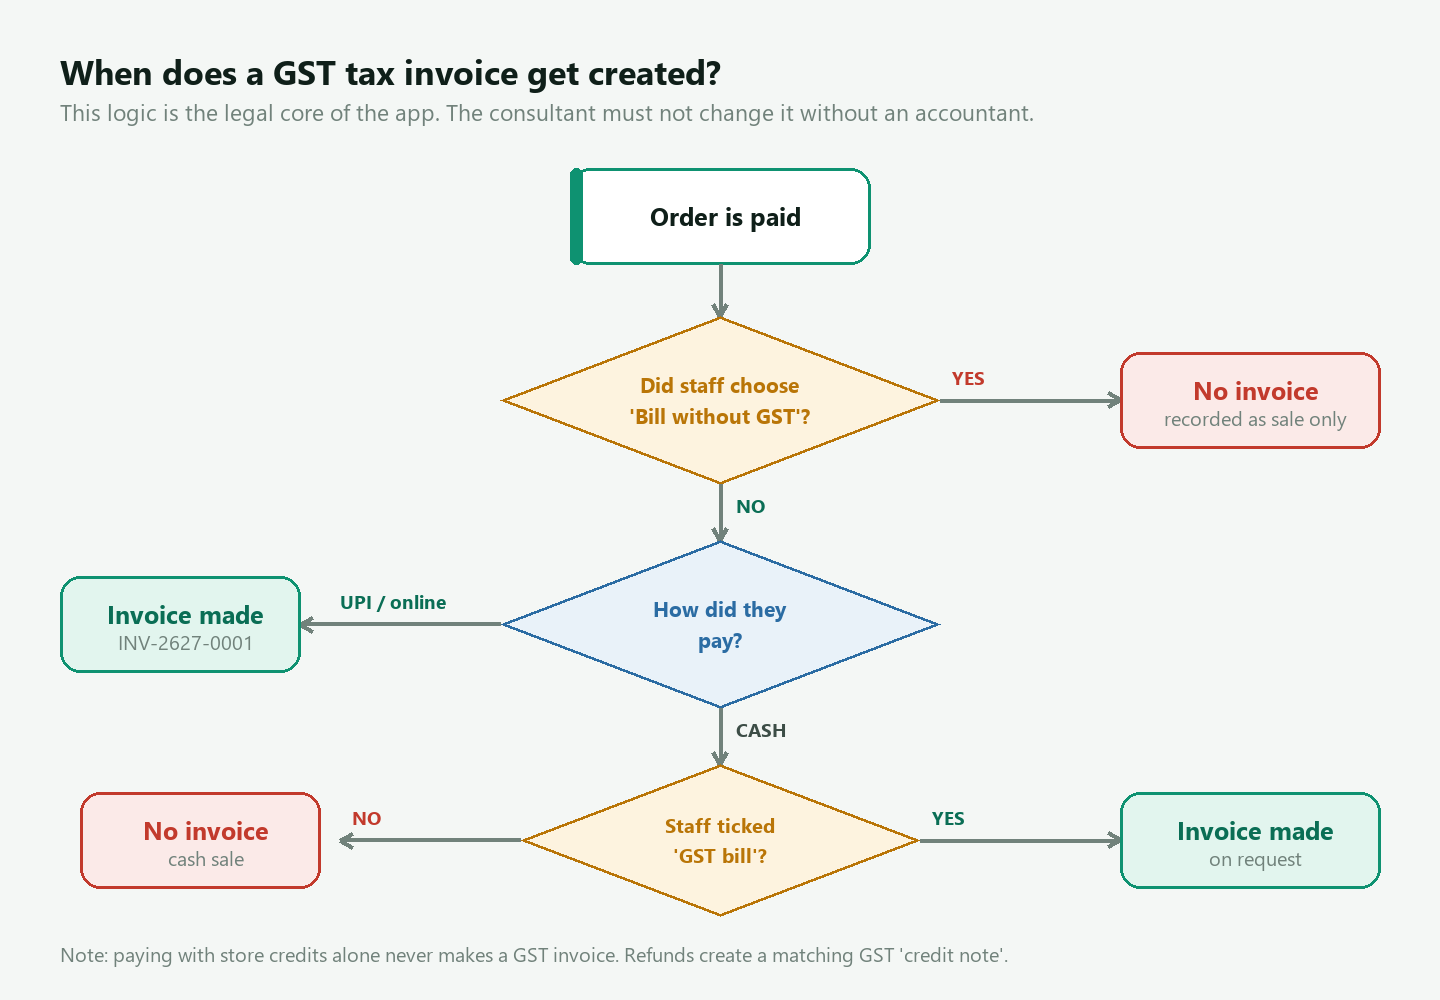 When does a GST tax invoice get created?
This logic is the legal core of the app. The consultant must not change it without an accountant.
Order is paid
Did staff choose
'Bill without GST'?
YES
No invoice
recorded as sale only
NO
How did they
pay?
UPI / online
Invoice made
INV-2627-0001
CASH
Staff ticked
'GST bill'?
NO
No invoice
cash sale
YES
Invoice made
on request
Note: paying with store credits alone never makes a GST invoice. Refunds create a matching GST 'credit note'.